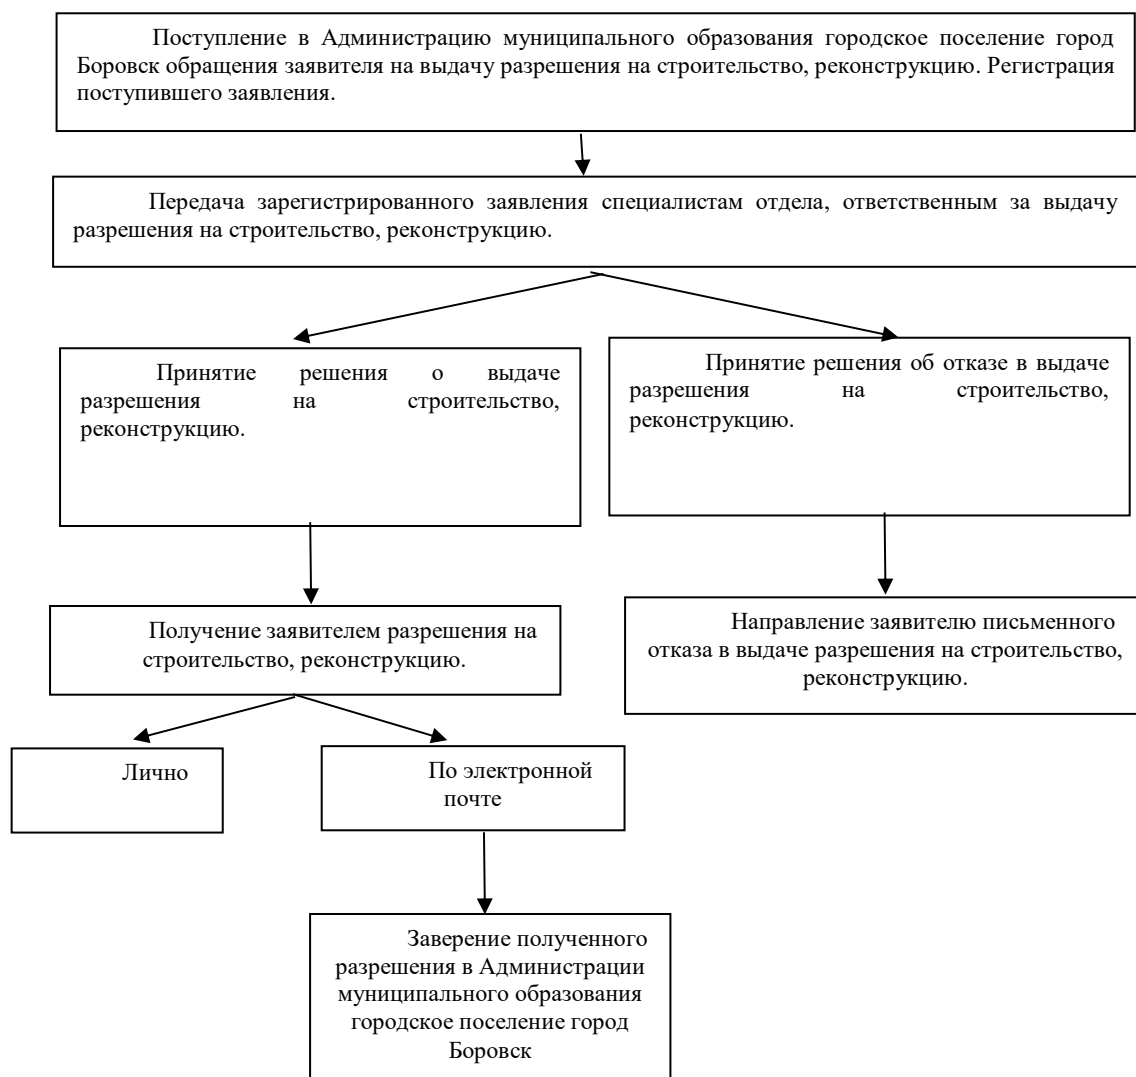 Поступление в Администрацию муниципального образования городское поселение город
Боровск обращения заявителя на выдачу разрешения на строительство, реконструкцию. Регистрация
поступившего заявления.
Передача зарегистрированного заявления специалистам отдела, ответственным за выдачу
разрешения на строительство, реконструкцию.
Принятие решения о выдаче
разрешения на строительство,
реконструкцию.
Принятие решения об отказе в выдаче
разрешения на строительство,
реконструкцию.
Получение заявителем разрешения на
строительство, реконструкцию.
Направление заявителю письменного
отказа в выдаче разрешения на строительство,
реконструкцию.
Лично
По электронной
почте
Заверение полученного
разрешения в Администрации
муниципального образования
городское поселение город
Боровск